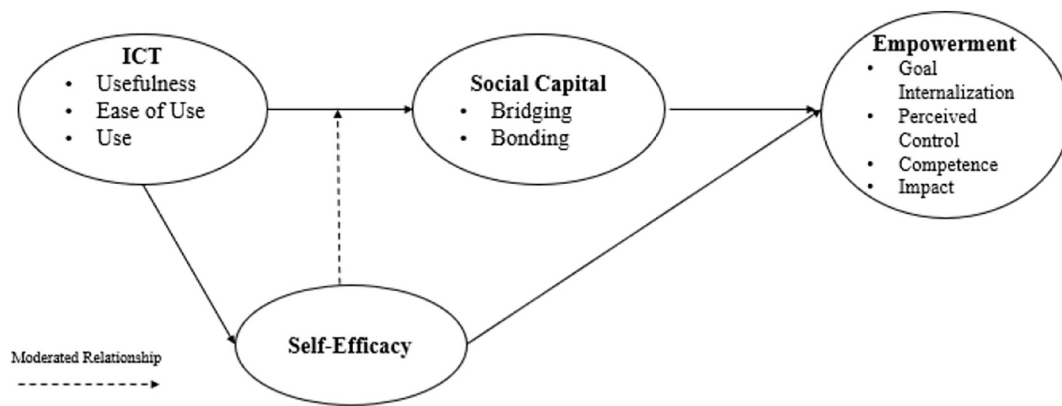 ICT
• Usefulness
• Ease of Use
• Use
Social Capital
• Bridging
• Bonding
Empowerment
• Goal
Internalization
• Perceived
Control
• Competence
• Impact
Self-Efficacy
Moderated Relationship